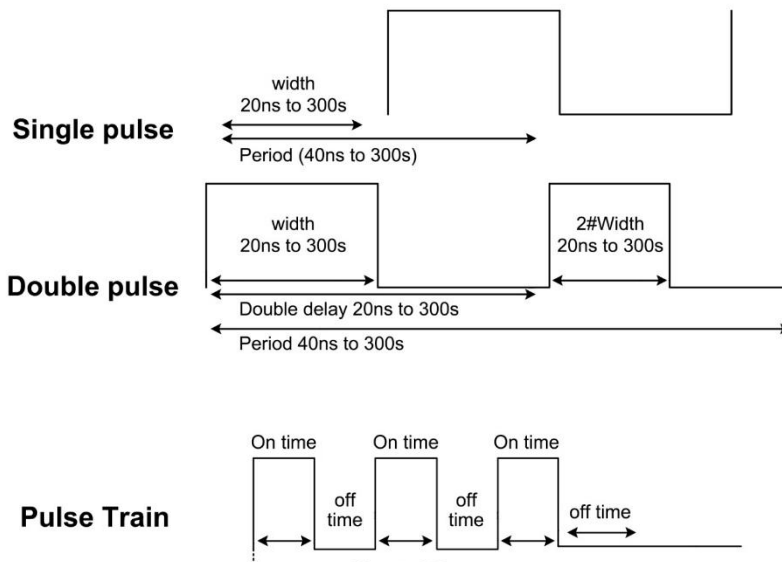 width
20ns to 300s
Single pulse
Period (40ns to 300s)
width
20ns to 300s
2#Width
20ns to 300s
Double pulse
Double delay 20ns to 300s
Period 40ns to 300s
On time
On time
On time
off
time
off
time
off time
Pulse Train